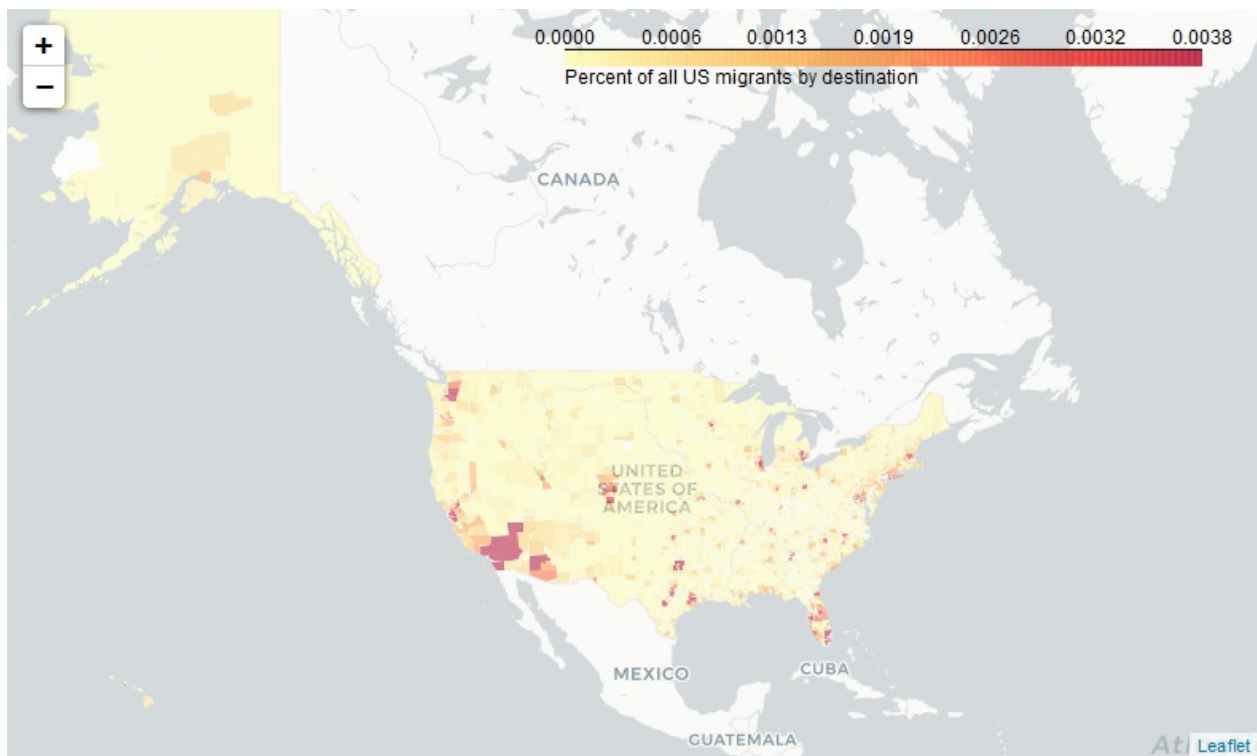 +
−
0.0000 0.0006 0.0013 0.0019 0.0026 0.0032 0.0038
Percent of all US migrants by destination
CANADA
UNITED
STATES OF
AMERICA
MEXICO
CUBA
GUATEMALA
Leaflet